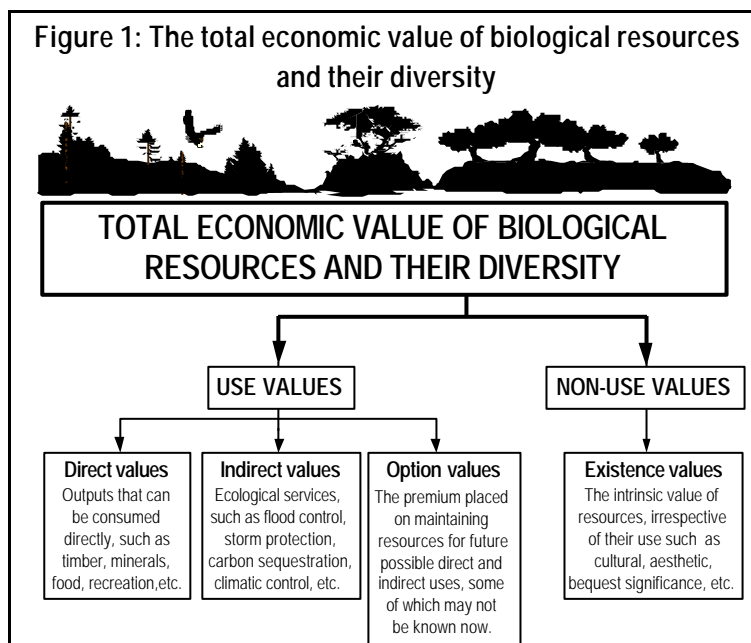 Figure 1: The total economic value of biological resources
and their diversity
TOTAL ECONOMIC VALUE OF BIOLOGICAL
RESOURCES AND THEIR DIVERSITY
USE VALUES
NON-USE VALUES
Direct values
Outputs that can
be consumed
directly, such as
timber, minerals,
food, recreation,etc.
Indirect values
Ecological services,
such as flood control,
storm protection,
carbon sequestration,
climatic control, etc.
Option values
The premium placed
on maintaining
resources for future
possible direct and
indirect uses, some
of which may not
be known now.
Existence values
The intrinsic value of
resources, irrespective
of their use such as
cultural, aesthetic,
bequest significance, etc.